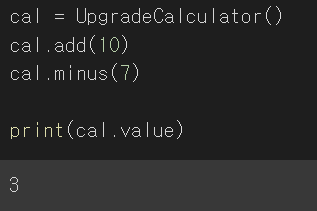 cal = UpgradeCalculator()
cal.add(10)
cal.minus(7)
print(cal.value)
3